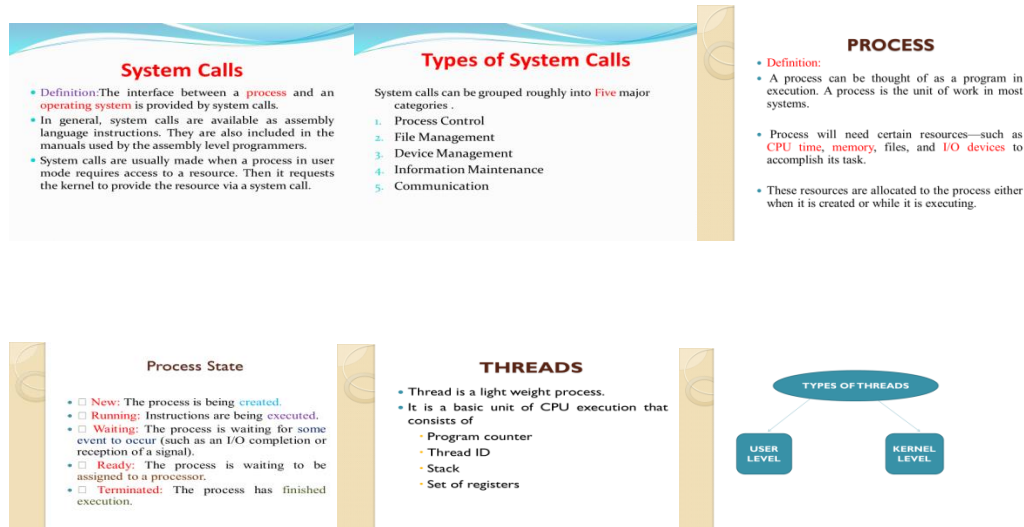 System Calls
• Definition:The interface between a process and an
operating system is provided by system calls.
• In general, system calls are available as assembly
language instructions. They are also included in the
manuals used by the assembly level programmers.
• System calls are usually made when a process in user
mode requires access to a resource. Then it requests
the kernel to provide the resource via a system call.
Types of System Calls
System calls can be grouped roughly into Five major
categories .
1. Process Control
2. File Management
3. Device Management
4. Information Maintenance
5. Communication
PROCESS
• Definition:
• A process can be thought of as a program in
execution. A process is the unit of work in most
systems.
• Process will need certain resources—such as
CPU time, memory, files, and I/O devices to
accomplish its task.
• These resources are allocated to the process either
when it is created or while it is executing.
Process State
• □ New: The process is being created.
• □ Running: Instructions are being executed.
• □ Waiting: The process is waiting for some
event to occur (such as an I/O completion or
reception of a signal).
• □ Ready: The process is waiting to be
assigned to a processor.
• □ Terminated: The process has finished
execution.
THREADS
• Thread is a light weight process.
• It is a basic unit of CPU execution that
consists of
• Program counter
• Thread ID
• Stack
• Set of registers
TYPES OF THREADS
USER
LEVEL
KERNEL
LEVEL